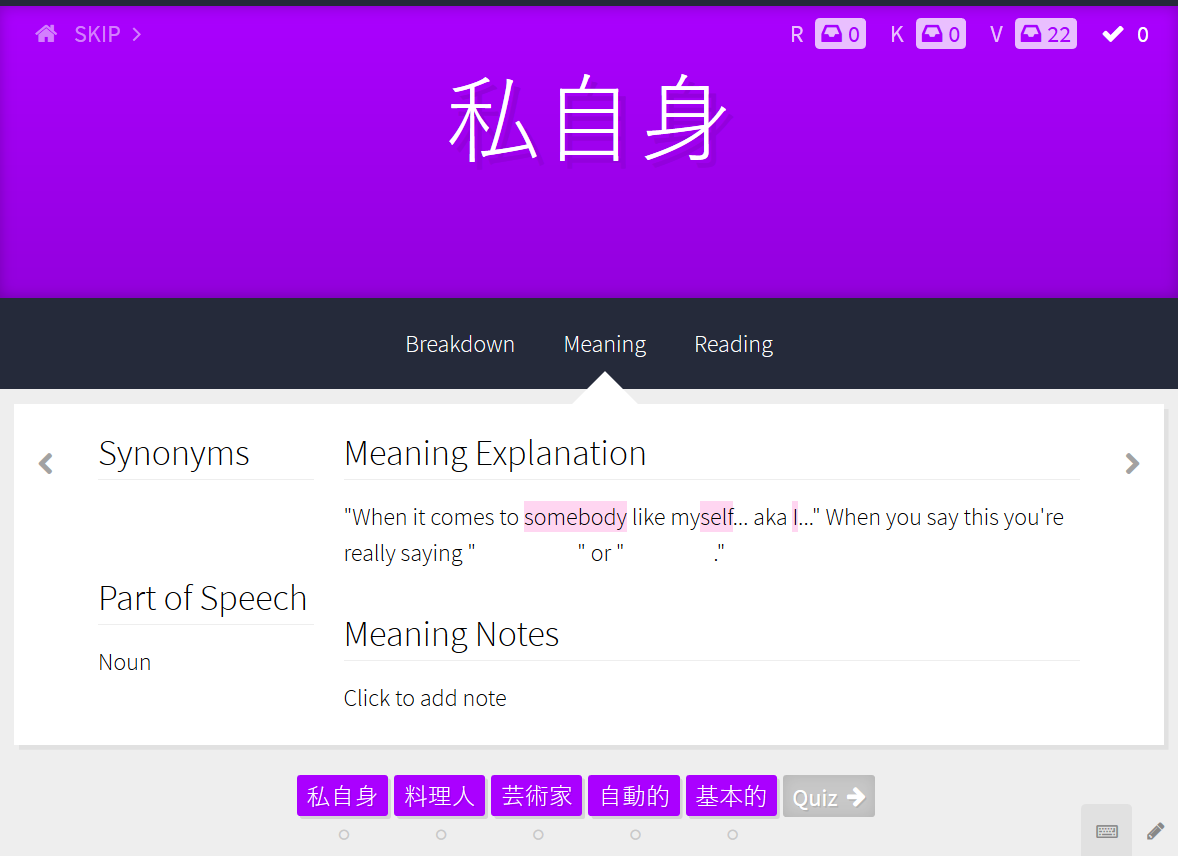 SKIP R 0 K 0 V 22 0
私自身
Breakdown Meaning Reading
Synonyms
Part of Speech
Noun
Meaning Explanation
"When it comes to somebody like myself... aka I..." When you say this you're
really saying " " or " ."
Meaning Notes
Click to add note
私自身 料理人 芸術家 自動的 基本的 Quiz